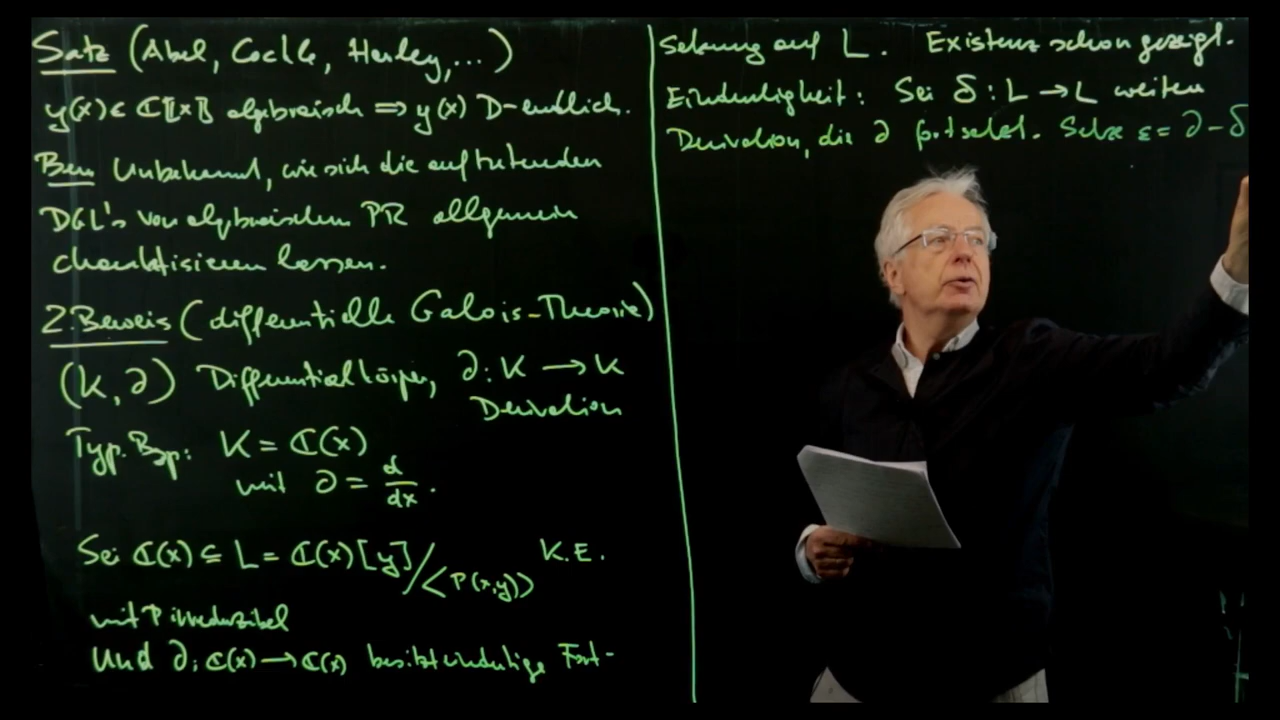 Satz (Abel, Cockle, Harley, ...)
y(x) ∈ ℂ[[x]] algebraisch ⟹ y(x) D-endlich.
Bem Unbekannt, wie sich die auftretenden
DGL's von algebraischen PR allgemein
charaktisieren lassen.
2. Beweis (differentielle Galois-Theorie)
(K, ∂) Differentialkörper, ∂: K → K
Derivation
Typ. Bsp: K = ℂ(x)
mit ∂ = d/dx.
Sei ℂ(x) ⊆ L = ℂ(x)[y]/<P(x,y)> K.E.
mit P irreduzibel
Und ∂: ℂ(x) → ℂ(x) besitzt eindeutige Fort-
setzung auf L. Existenz schon gezeigt.
Eindeutigkeit: Sei δ: L → L weitere
Derivation, die ∂ fortsetzt. Setze ε = ∂ - δ